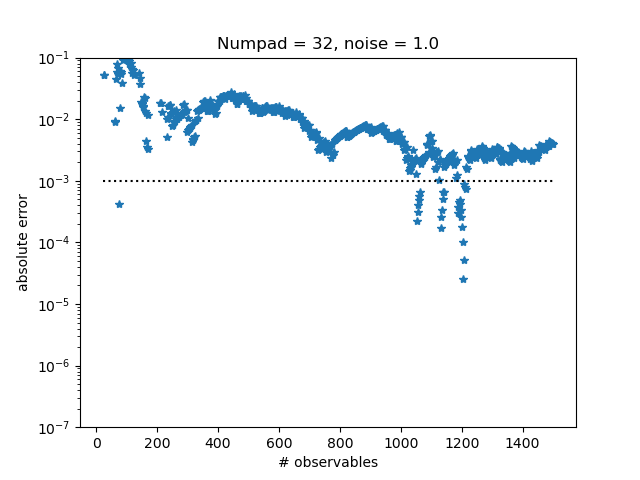 Numpad = 32, noise = 1.0
absolute error
10⁻¹
10⁻²
10⁻³
10⁻⁴
10⁻⁵
10⁻⁶
10⁻⁷
0 200 400 600 800 1000 1200 1400
# observables